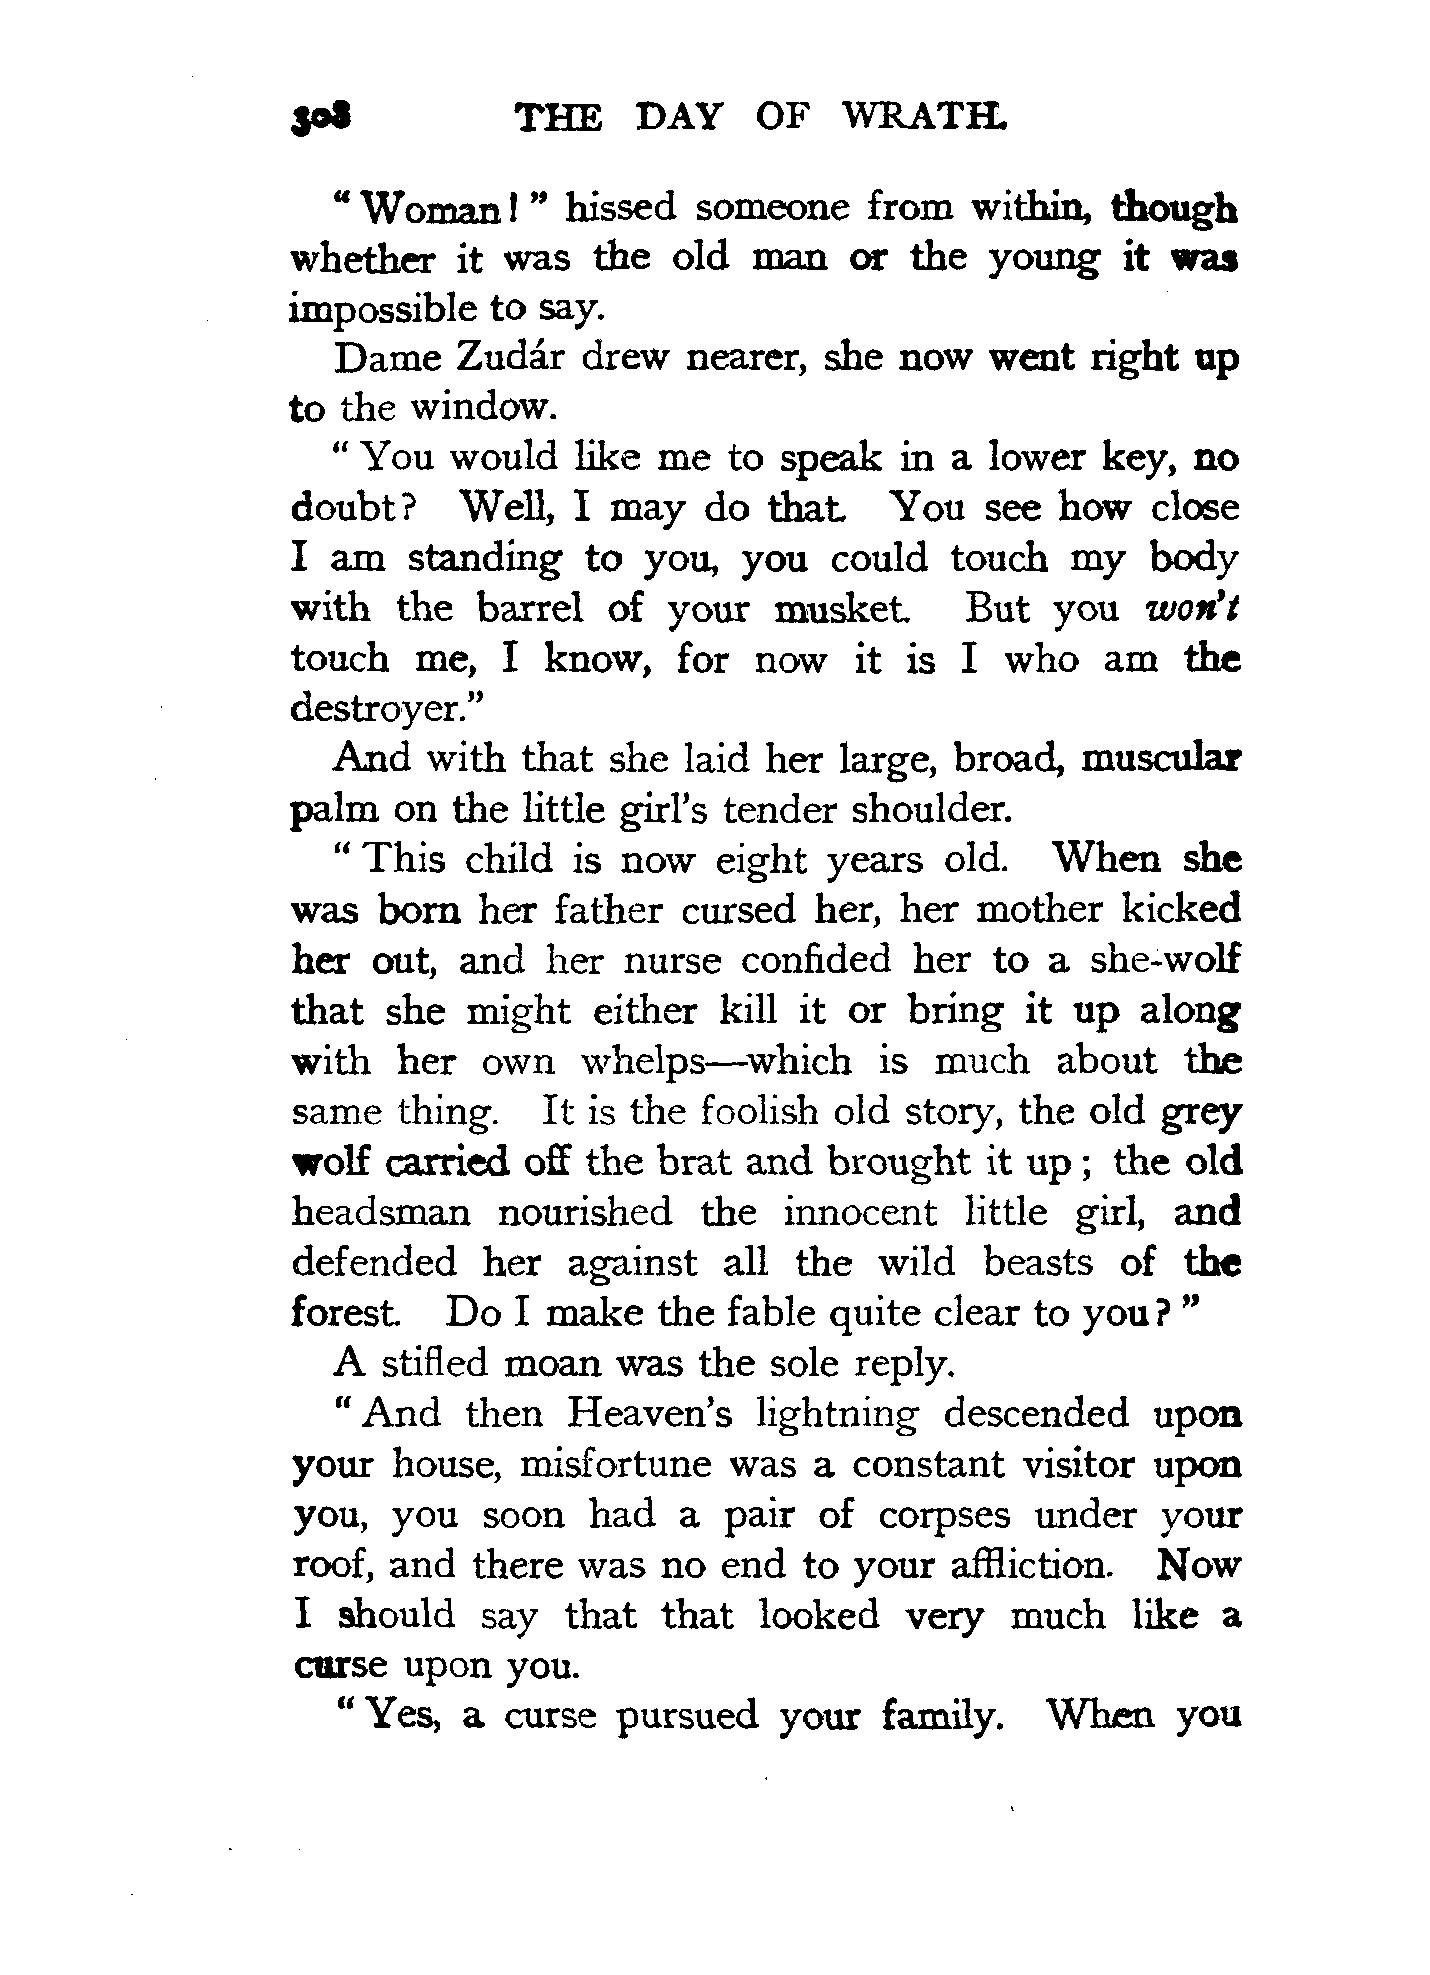 308 THE DAY OF WRATH.
“ Woman ! ” hissed someone from within, though
whether it was the old man or the young it was
impossible to say.
Dame Zudár drew nearer, she now went right up
to the window.
“ You would like me to speak in a lower key, no
doubt ? Well, I may do that. You see how close
I am standing to you, you could touch my body
with the barrel of your musket. But you won’t
touch me, I know, for now it is I who am the
destroyer.”
And with that she laid her large, broad, muscular
palm on the little girl’s tender shoulder.
“ This child is now eight years old. When she
was born her father cursed her, her mother kicked
her out, and her nurse confided her to a she-wolf
that she might either kill it or bring it up along
with her own whelps—which is much about the
same thing. It is the foolish old story, the old grey
wolf carried off the brat and brought it up ; the old
headsman nourished the innocent little girl, and
defended her against all the wild beasts of the
forest. Do I make the fable quite clear to you ? ”
A stifled moan was the sole reply.
“ And then Heaven’s lightning descended upon
your house, misfortune was a constant visitor upon
you, you soon had a pair of corpses under your
roof, and there was no end to your affliction. Now
I should say that that looked very much like a
curse upon you.
“ Yes, a curse pursued your family. When you